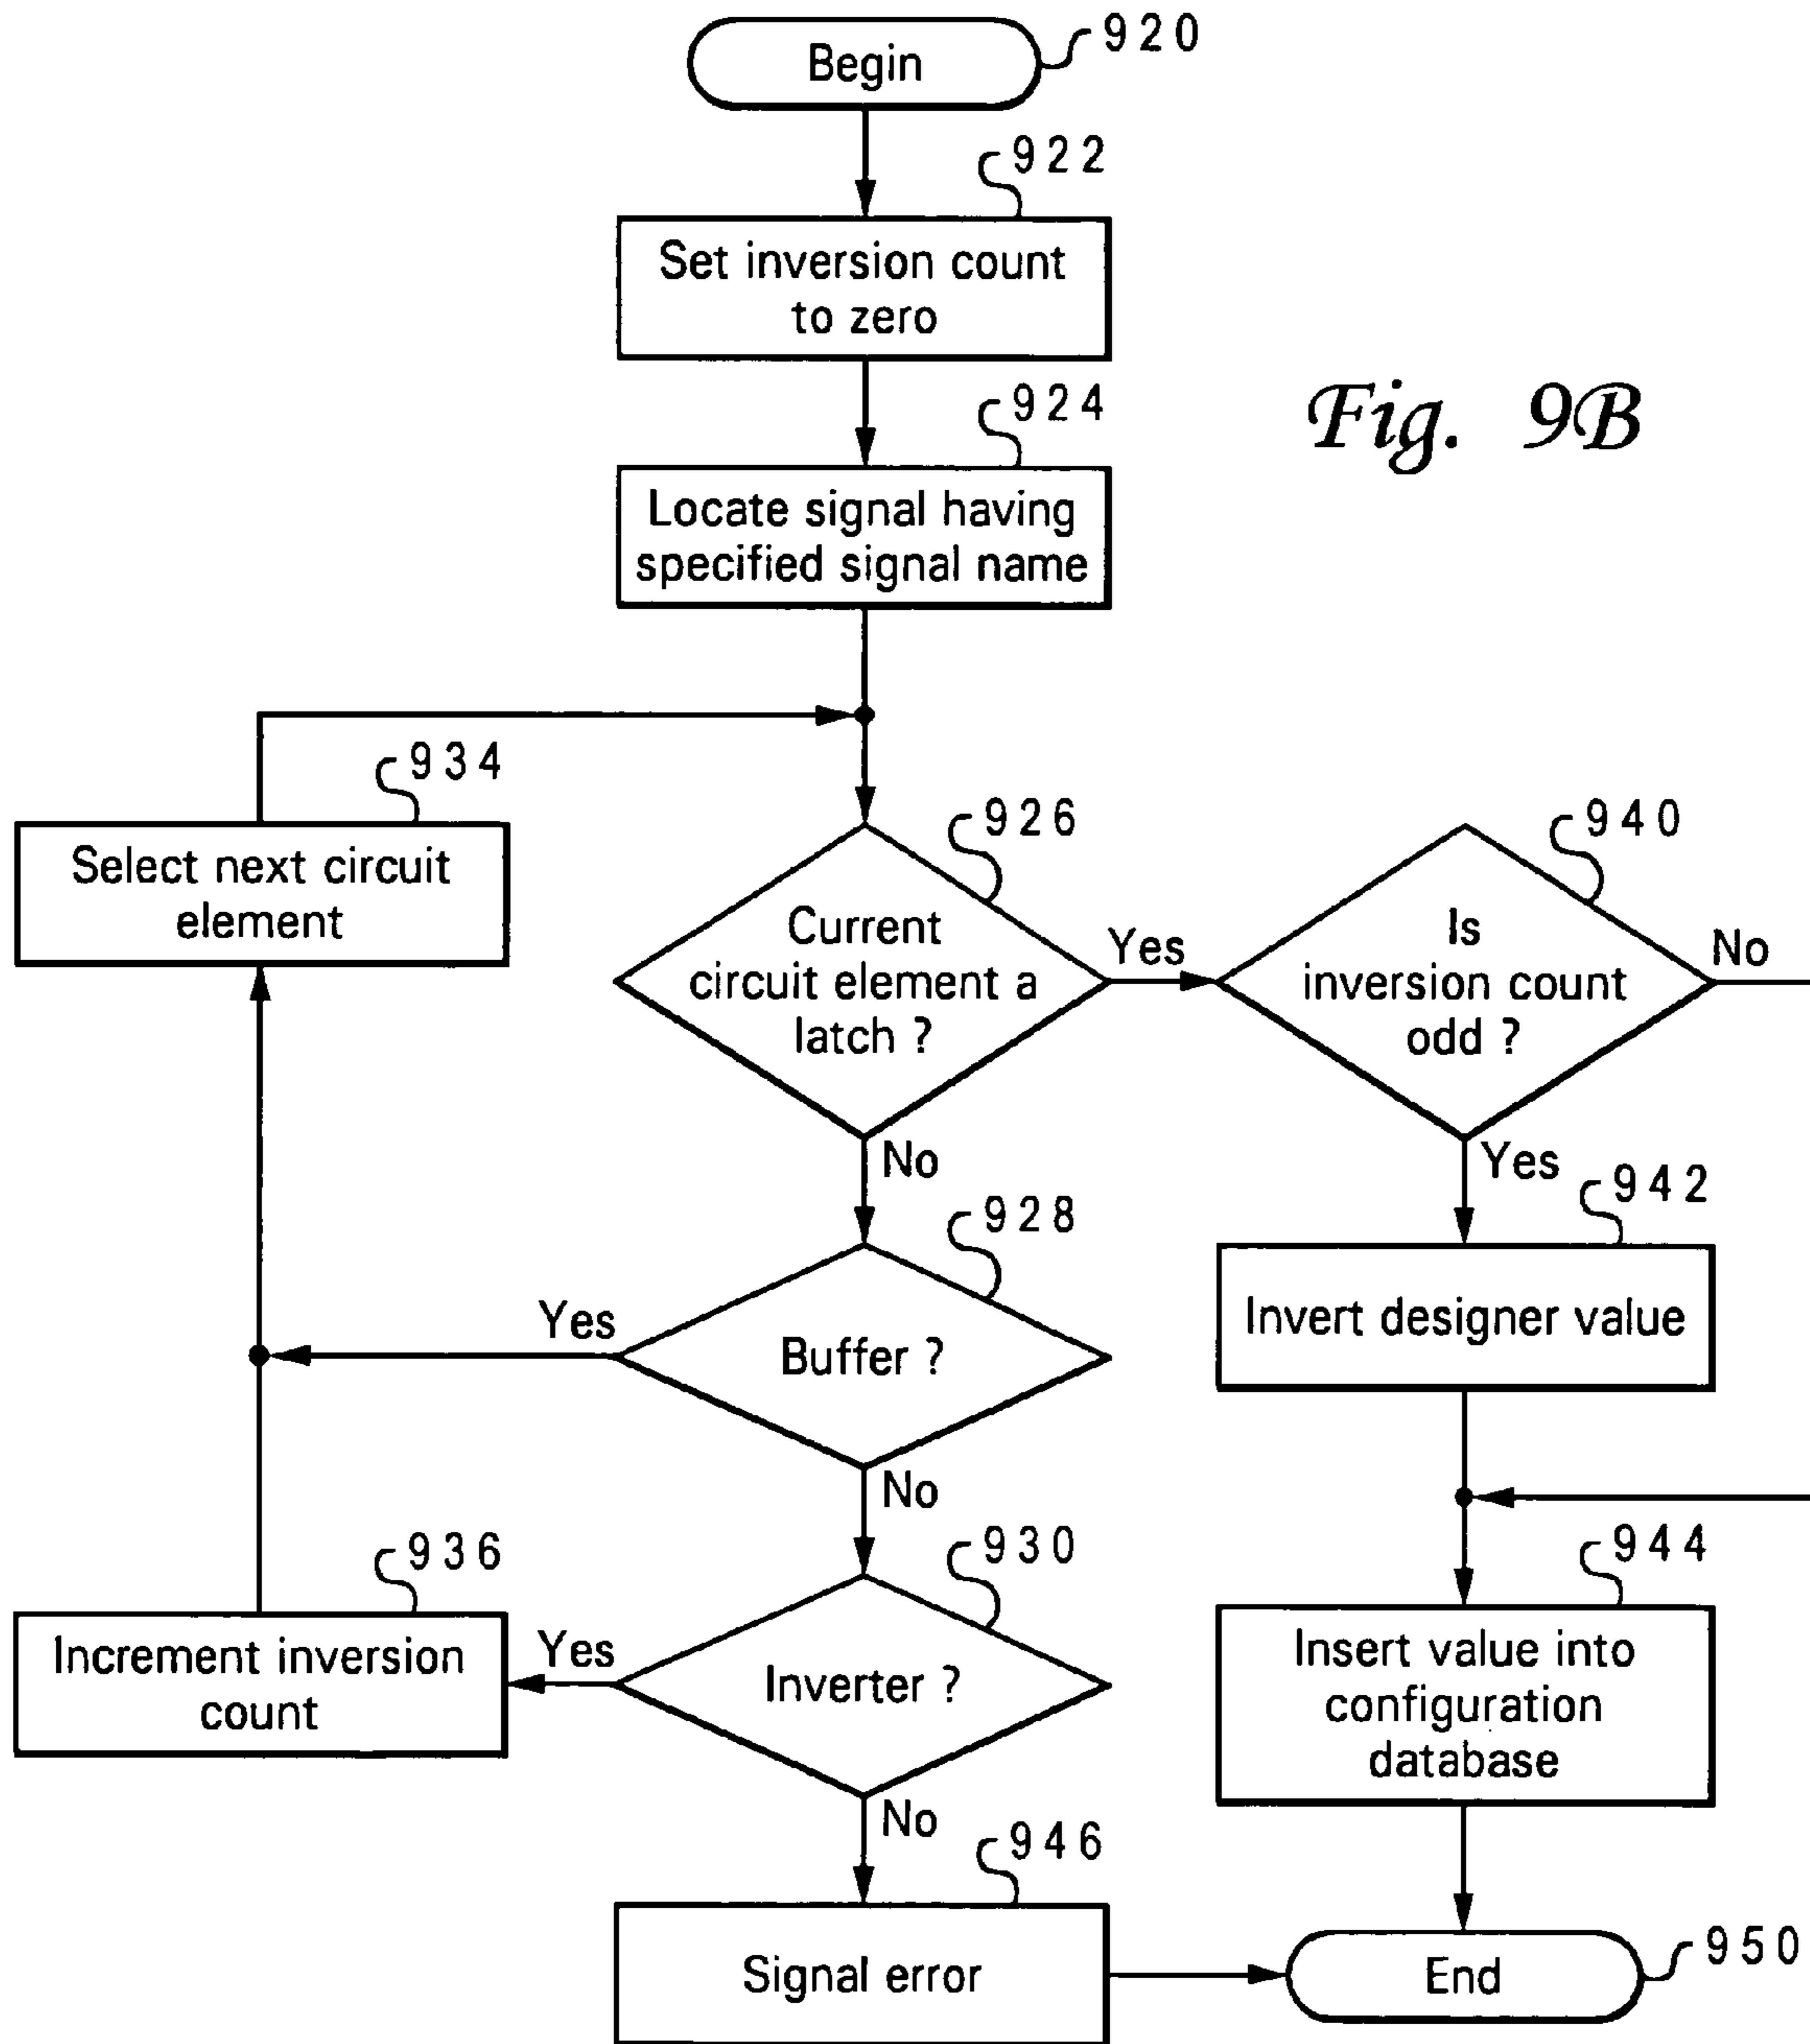 Begin
920
922
Set inversion count
to zero
924
Fig. 9B
Locate signal having
specified signal name
934
Select next circuit
element
926
Current
circuit element a
latch ?
Yes
No
940
Is
inversion count
odd ?
No
Yes
928
Buffer ?
Yes
No
942
Invert designer value
930
Inverter ?
Yes
No
936
Increment inversion
count
944
Insert value into
configuration
database
946
Signal error
End
950